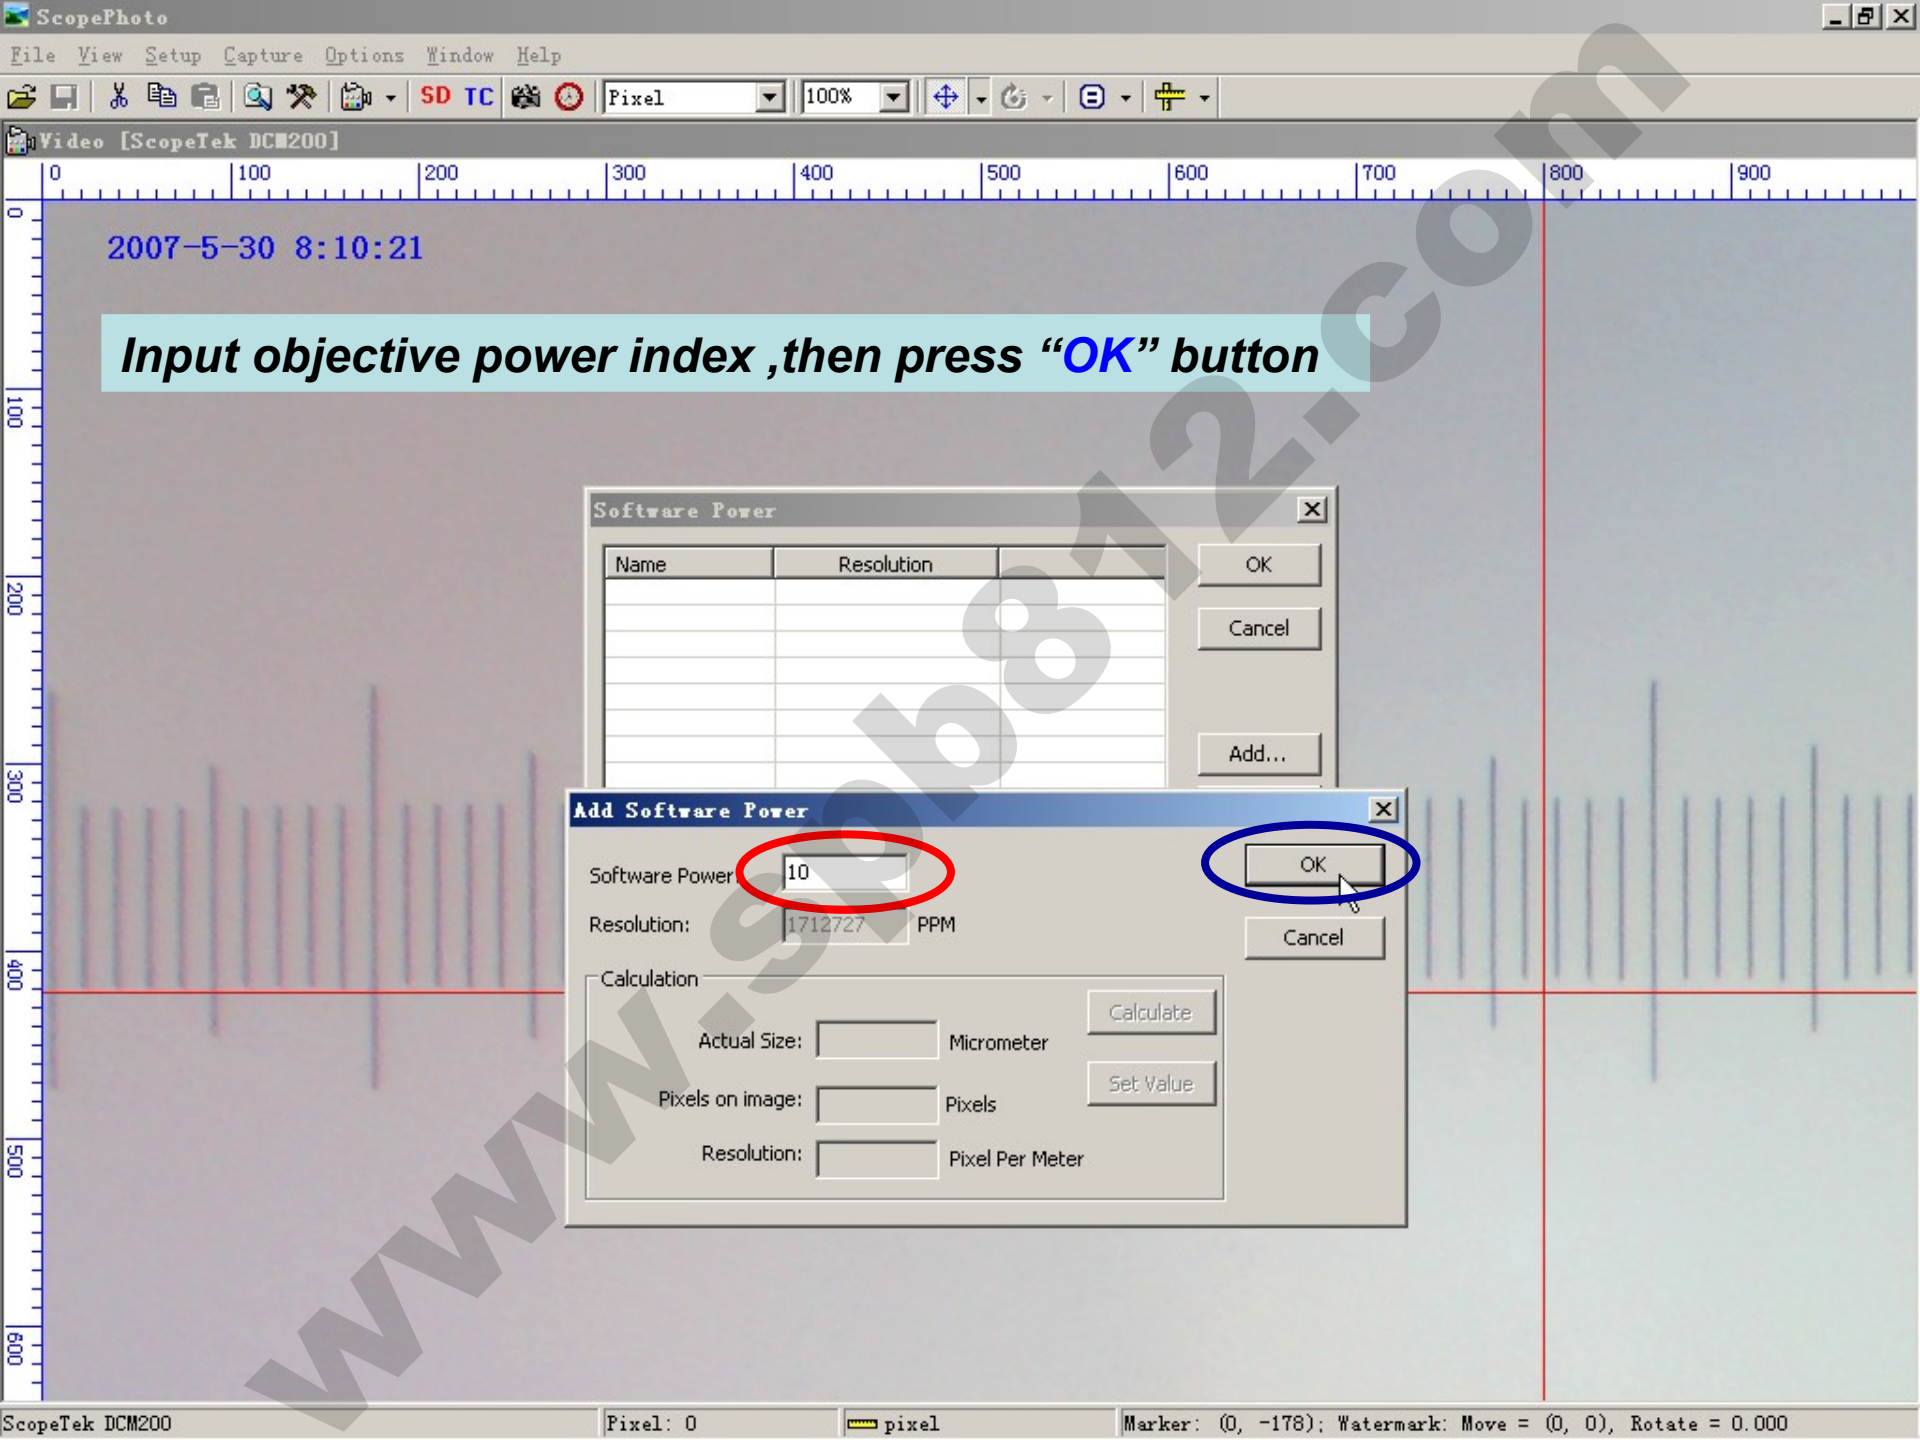 ScopePhoto
File View Setup Capture Options Window Help
SD TC Pixel 100%
Video [ScopeTek DCM200]
0 100 200 300 400 500 600 700 800 900
0
100
200
300
400
500
600
2007-5-30 8:10:21
Input objective power index ,then press “OK” button
Software Power
Name Resolution
OK
Cancel
Add...
Add Software Power
Software Power: 10
OK
Resolution: 1712727 PPM
Cancel
Calculation
Calculate
Actual Size: Micrometer
Set Value
Pixels on image: Pixels
Resolution: Pixel Per Meter
www.spb812.com
ScopeTek DCM200 Pixel: 0 pixel Marker: (0, -178); Watermark: Move = (0, 0), Rotate = 0.000